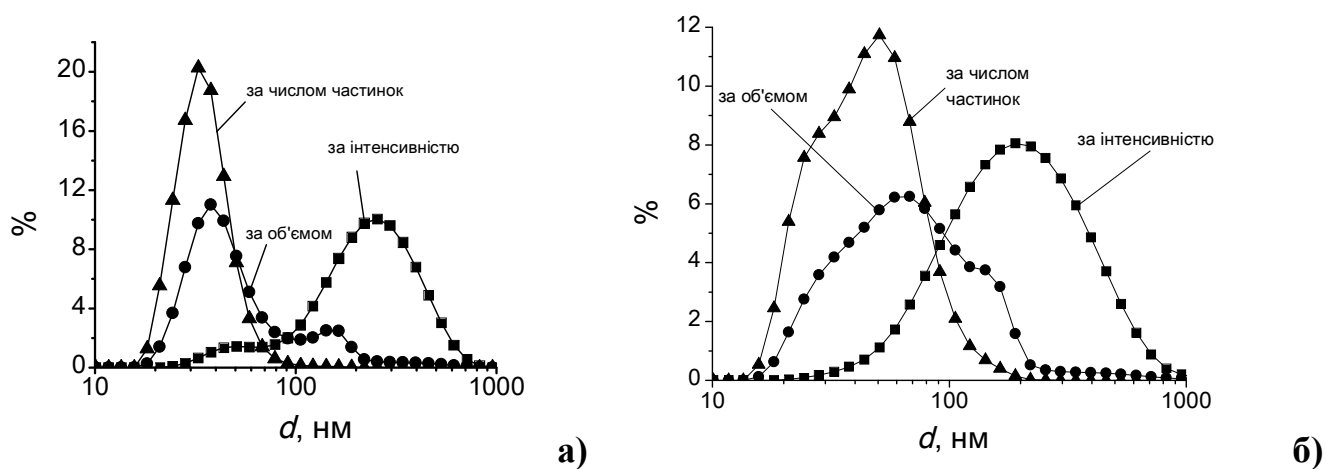 20
16
12
8
4
0
%
за числом частинок
за інтенсивністю
за об'ємом
10
100
1000
d, нм
а)
12
10
8
6
4
2
0
%
за об'ємом
за числом
частинок
за інтенсивністю
10
100
1000
d, нм
б)